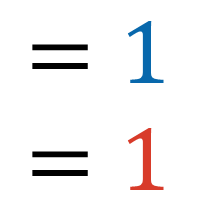 = 1
= 1